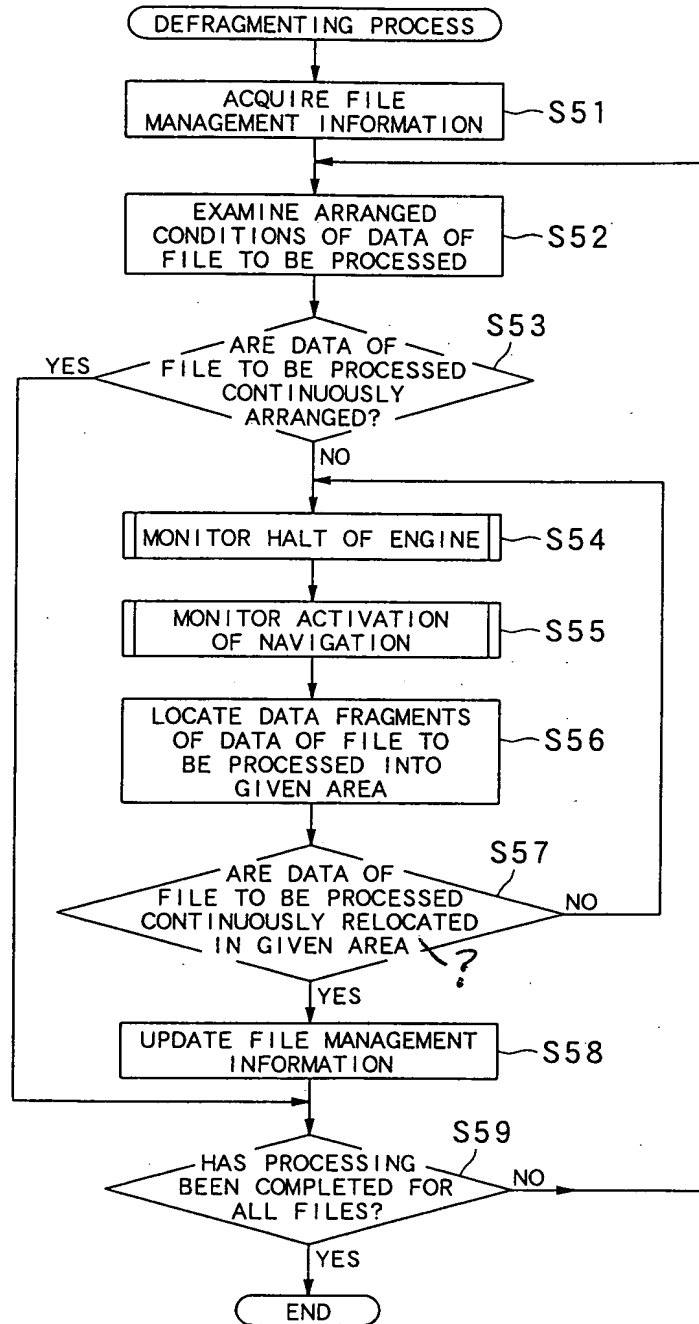 DEFRAGMENTING PROCESS
ACQUIRE FILE
MANAGEMENT INFORMATION
S51
EXAMINE ARRANGED
CONDITIONS OF DATA OF
FILE TO BE PROCESSED
S52
S53
ARE DATA OF
FILE TO BE PROCESSED
CONTINUOUSLY
ARRANGED?
YES
NO
MONITOR HALT OF ENGINE
S54
MONITOR ACTIVATION
OF NAVIGATION
S55
LOCATE DATA FRAGMENTS
OF DATA OF FILE TO
BE PROCESSED INTO
GIVEN AREA
S56
S57
ARE DATA OF
FILE TO BE PROCESSED
CONTINUOUSLY RELOCATED
IN GIVEN AREA
?
NO
YES
UPDATE FILE MANAGEMENT
INFORMATION
S58
S59
HAS PROCESSING
BEEN COMPLETED FOR
ALL FILES?
NO
YES
END